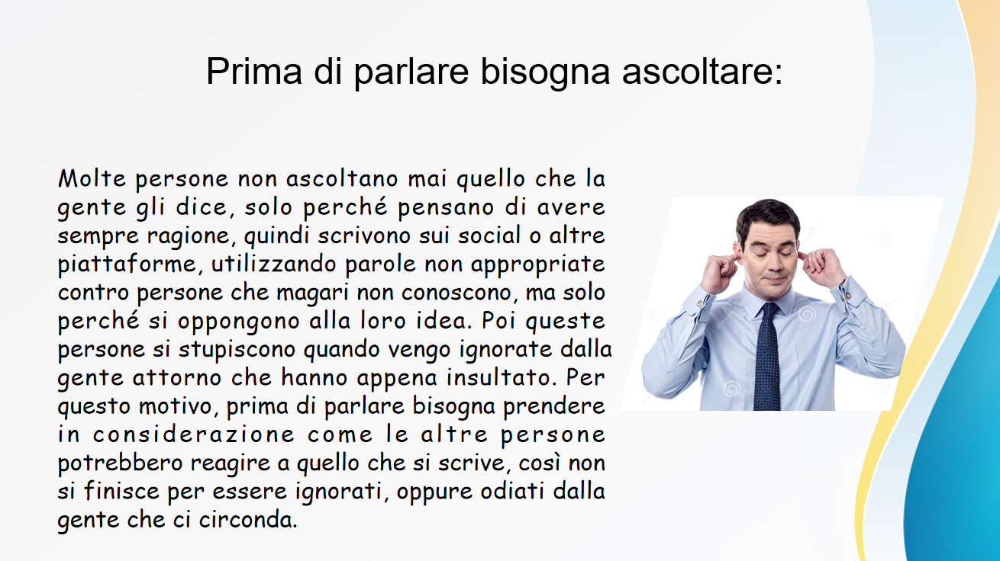 Prima di parlare bisogna ascoltare:
Molte persone non ascoltano mai quello che la
gente gli dice, solo perché pensano di avere
sempre ragione, quindi scrivono sui social o altre
piattaforme, utilizzando parole non appropriate
contro persone che magari non conoscono, ma solo
perché si oppongono alla loro idea. Poi queste
persone si stupiscono quando vengo ignorate dalla
gente attorno che hanno appena insultato. Per
questo motivo, prima di parlare bisogna prendere
in considerazione come le altre persone
potrebbero reagire a quello che si scrive, così non
si finisce per essere ignorati, oppure odiati dalla
gente che ci circonda.